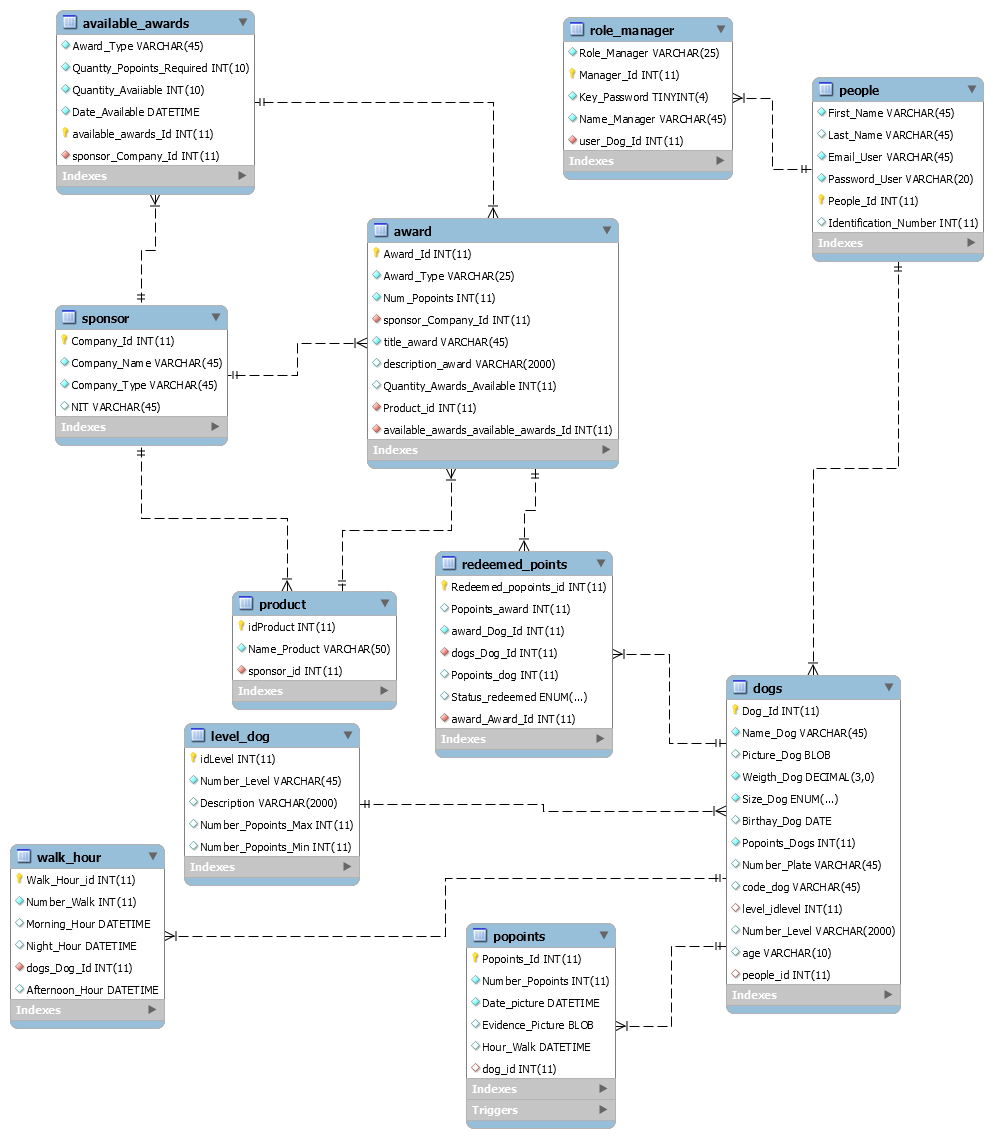 available_awards
Award_Type VARCHAR(45)
Quantty_Popoints_Required INT(10)
Quantity_Avaiiable INT(10)
Date_Available DATETIME
available_awards_Id INT(11)
sponsor_Company_Id INT(11)
Indexes
role_manager
Role_Manager VARCHAR(25)
Manager_Id INT(11)
Key_Password TINYINT(4)
Name_Manager VARCHAR(45)
user_Dog_Id INT(11)
Indexes
people
First_Name VARCHAR(45)
Last_Name VARCHAR(45)
Email_User VARCHAR(45)
Password_User VARCHAR(20)
People_Id INT(11)
Identification_Number INT(11)
Indexes
award
Award_Id INT(11)
Award_Type VARCHAR(25)
Num_Popoints INT(11)
sponsor_Company_Id INT(11)
title_award VARCHAR(45)
description_award VARCHAR(2000)
Quantity_Awards_Available INT(11)
Product_id INT(11)
available_awards_available_awards_Id INT(11)
Indexes
sponsor
Company_Id INT(11)
Company_Name VARCHAR(45)
Company_Type VARCHAR(45)
NIT VARCHAR(45)
Indexes
redeemed_points
Redeemed_popoints_id INT(11)
Popoints_award INT(11)
award_Dog_Id INT(11)
dogs_Dog_Id INT(11)
Popoints_dog INT(11)
Status_redeemed ENUM(...)
award_Award_Id INT(11)
Indexes
product
idProduct INT(11)
Name_Product VARCHAR(50)
sponsor_id INT(11)
Indexes
dogs
Dog_Id INT(11)
Name_Dog VARCHAR(45)
Picture_Dog BLOB
Weigth_Dog DECIMAL(3,0)
Size_Dog ENUM(...)
Birthay_Dog DATE
Popoints_Dogs INT(11)
Number_Plate VARCHAR(45)
code_dog VARCHAR(45)
level_idlevel INT(11)
Number_Level VARCHAR(2000)
age VARCHAR(10)
people_id INT(11)
Indexes
level_dog
idLevel INT(11)
Number_Level VARCHAR(45)
Description VARCHAR(2000)
Number_Popoints_Max INT(11)
Number_Popoints_Min INT(11)
Indexes
walk_hour
Walk_Hour_id INT(11)
Number_Walk INT(11)
Morning_Hour DATETIME
Night_Hour DATETIME
dogs_Dog_Id INT(11)
Afternoon_Hour DATETIME
Indexes
popoints
Popoints_Id INT(11)
Number_Popoints INT(11)
Date_picture DATETIME
Evidence_Picture BLOB
Hour_Walk DATETIME
dog_id INT(11)
Indexes
Triggers